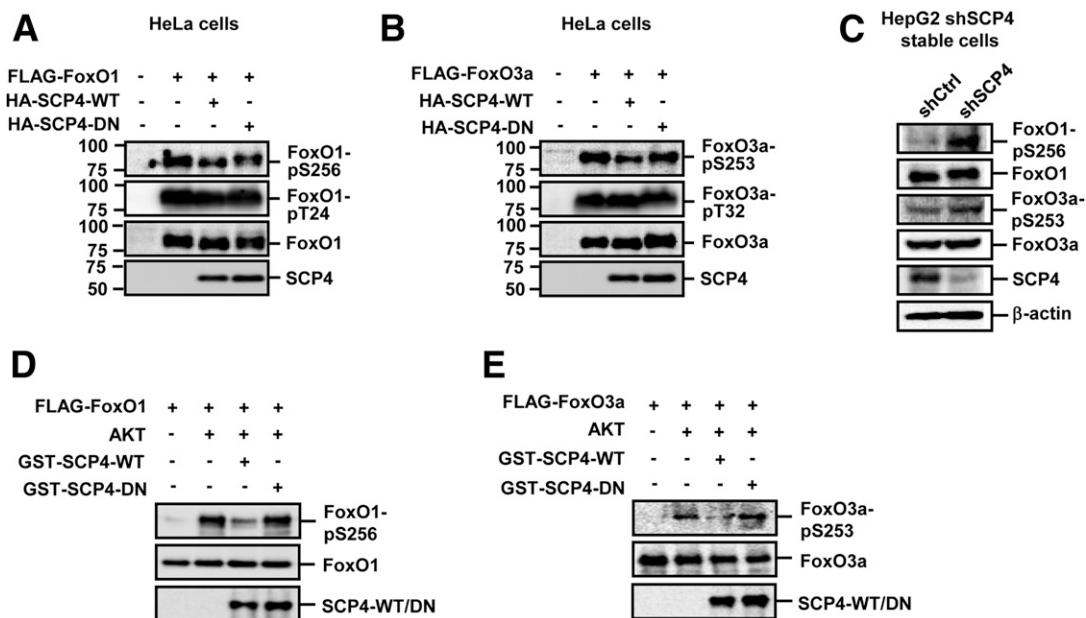 A
HeLa cells
FLAG-FoxO1 - + + +
HA-SCP4-WT - - + -
HA-SCP4-DN - - - +
100
75
FoxO1-
pS256
100
75
FoxO1-
pT24
100
75
FoxO1
75
50
SCP4
B
HeLa cells
FLAG-FoxO3a - + + +
HA-SCP4-WT - - + -
HA-SCP4-DN - - - +
100
75
FoxO3a-
pS253
100
75
FoxO3a-
pT32
100
75
FoxO3a
75
50
SCP4
C
HepG2 shSCP4
stable cells
shCtrl
shSCP4
FoxO1-
pS256
FoxO1
FoxO3a-
pS253
FoxO3a
SCP4
β-actin
D
FLAG-FoxO1 + + + +
AKT - + + +
GST-SCP4-WT - - + -
GST-SCP4-DN - - - +
FoxO1-
pS256
FoxO1
SCP4-WT/DN
E
FLAG-FoxO3a + + + +
AKT - + + +
GST-SCP4-WT - - + -
GST-SCP4-DN - - - +
FoxO3a-
pS253
FoxO3a
SCP4-WT/DN